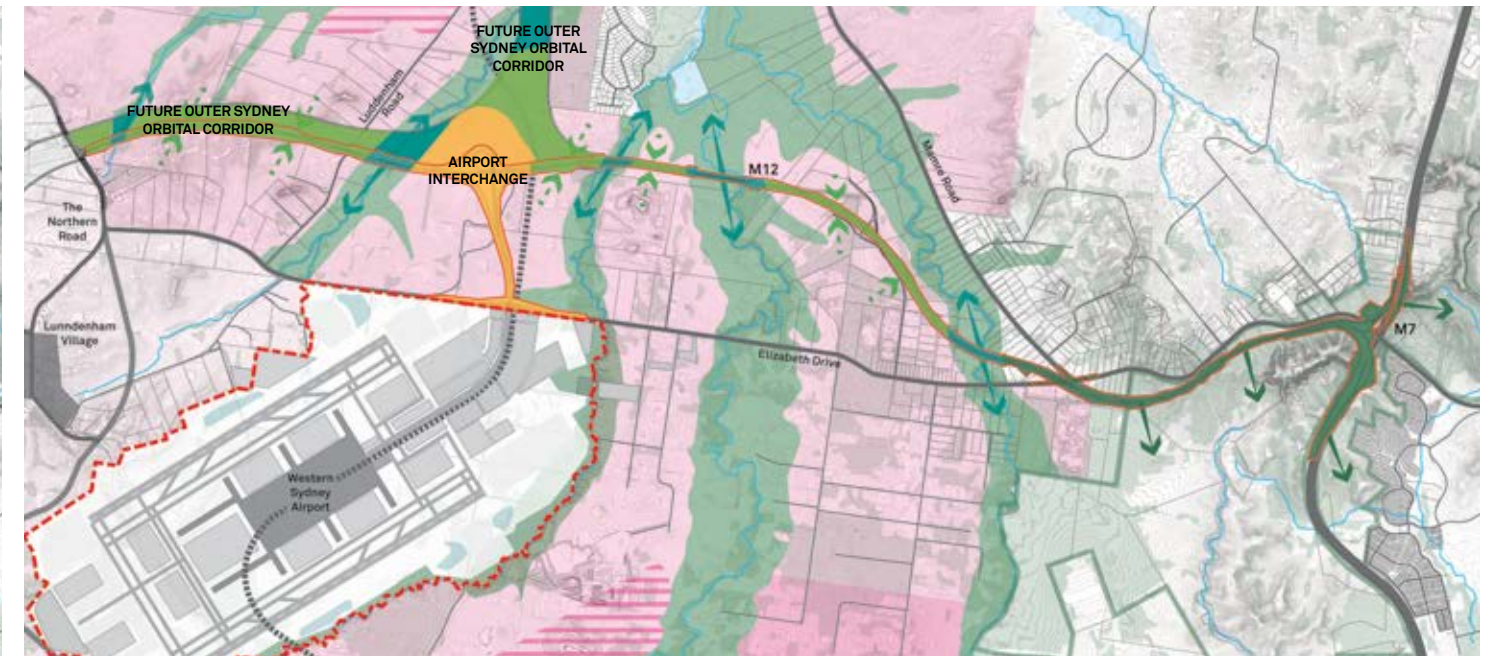 FUTURE OUTER
SYDNEY ORBITAL
CORRIDOR
FUTURE OUTER SYDNEY
ORBITAL CORRIDOR
Luddenham
Road
AIRPORT
INTERCHANGE
M12
Mamre Road
The
Northern
Road
Lunndenham
Village
M7
Elizabeth Drive
Western
Sydney
Airport